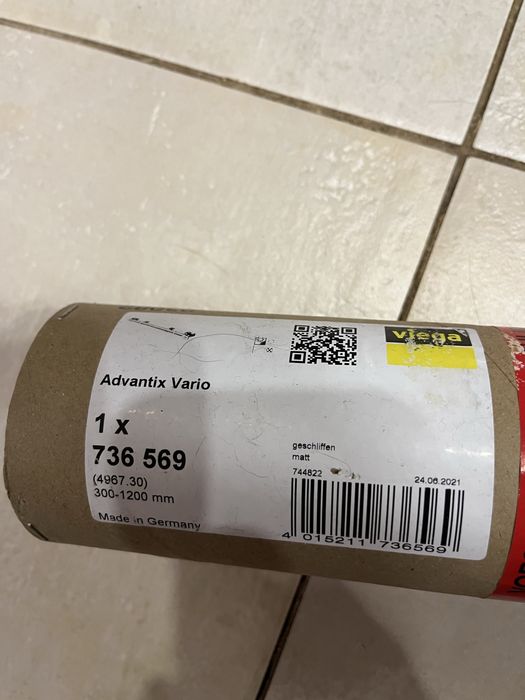 viega
Advantix Vario
1 x
736 569
(4967.30)
300-1200 mm
Made in Germany
geschliffen
matt
744822
24.06.2021
4 015211 736569